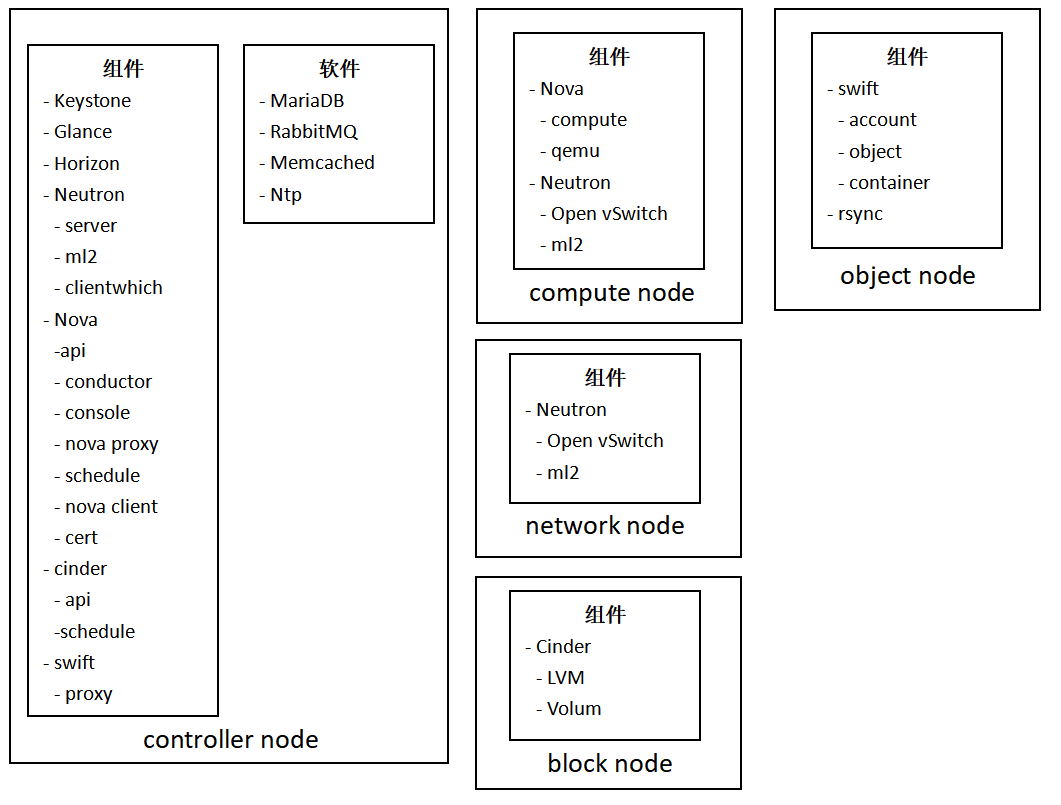 组件
- Keystone
- Glance
- Horizon
- Neutron
- server
- ml2
- clientwhich
- Nova
-api
- conductor
- console
- nova proxy
- schedule
- nova client
- cert
- cinder
- api
-schedule
- swift
- proxy
软件
- MariaDB
- RabbitMQ
- Memcached
- Ntp
controller node
组件
- Nova
- compute
- qemu
- Neutron
- Open vSwitch
- ml2
compute node
组件
- Neutron
- Open vSwitch
- ml2
network node
组件
- Cinder
- LVM
- Volum
block node
组件
- swift
- account
- object
- container
- rsync
object node